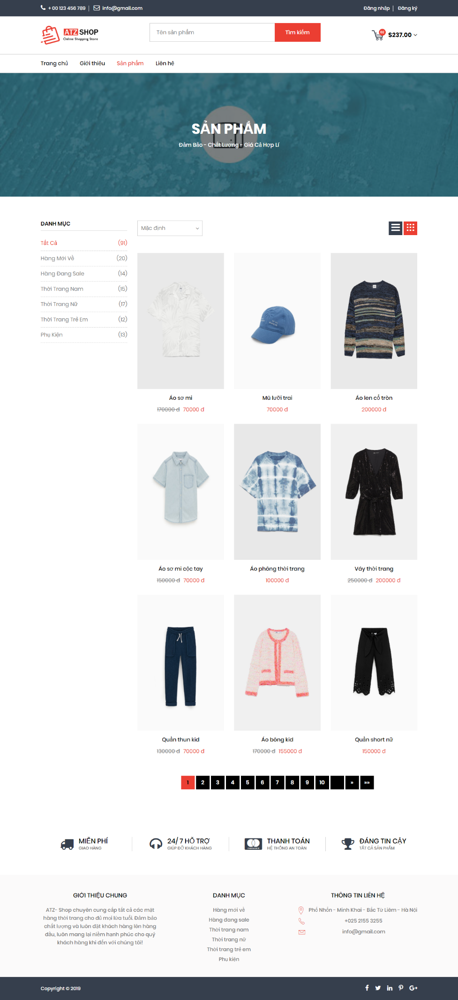 + 00 123 456 789 | info@gmail.com
Đăng nhập | Đăng ký
ATZ SHOP
Online Shopping Store
Tên sản phẩm
Tìm kiếm
02
$237.00
Trang chủ Giới thiệu Sản phẩm Liên hệ
SẢN PHẨM
Đảm Bảo - Chất Lượng - Giá Cả Hợp Lí
DANH MỤC
Tất Cả (91)
Hàng Mới Về (20)
Hàng Đang Sale (14)
Thời Trang Nam (15)
Thời Trang Nữ (17)
Thời Trang Trẻ Em (12)
Phụ Kiện (13)
Mặc định
Áo sơ mi
170000 đ 70000 đ
Mũ lưỡi trai
70000 đ
Áo len cổ tròn
200000 đ
Áo sơ mi cộc tay
150000 đ 70000 đ
Áo phông thời trang
100000 đ
Váy thời trang
250000 đ 200000 đ
Quần thun kid
130000 đ 70000 đ
Áo bông kid
170000 đ 155000 đ
Quần short nữ
150000 đ
1 2 3 4 5 6 7 8 9 10 » »»
MIỄN PHÍ
GIAO HÀNG
24/ 7 HỖ TRỢ
GIÚP ĐỠ KHÁCH HÀNG
THANH TOÁN
HỆ THỐNG AN TOÀN
ĐÁNG TIN CẬY
TẤT CẢ SẢN PHẨM
GIỚI THIỆU CHUNG
ATZ- Shop chuyên cung cấp tất cả các mặt
hàng thời trang cho đủ mọi lứa tuổi. Đảm bảo
chất lượng và luôn đặt khách hàng lên hàng
đầu, luôn mang lại niềm hạnh phúc cho quý
khách hàng khi đến với chúng tôi!
DANH MỤC
Hàng mới về
Hàng đang sale
Thời trang nam
Thời trang nữ
Thời trang trẻ em
Phụ kiện
THÔNG TIN LIÊN HỆ
Phố Nhổn - Minh Khai - Bắc Từ Liêm - Hà Nội
+025 2155 3255
info@gmail.com
Copyright © 2019